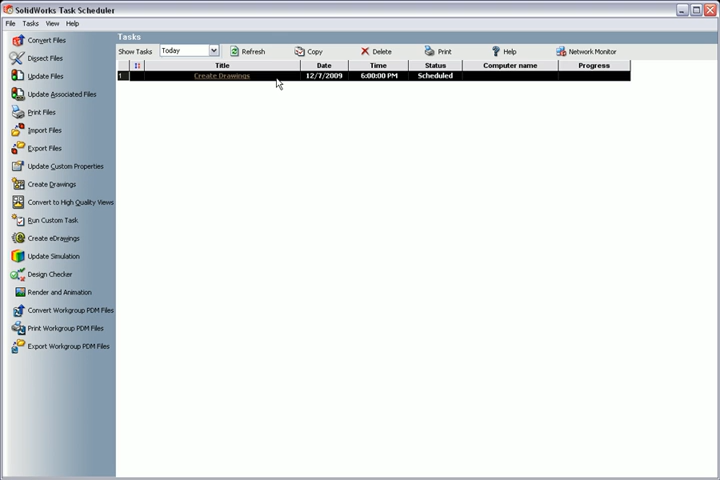 SolidWorks Task Scheduler
File Tasks View Help
Convert Files
Dissect Files
Update Files
Update Associated Files
Print Files
Import Files
Export Files
Update Custom Properties
Create Drawings
Convert to High Quality Views
Run Custom Task
Create eDrawings
Update Simulation
Design Checker
Render and Animation
Convert Workgroup PDM Files
Print Workgroup PDM Files
Export Workgroup PDM Files
Tasks
Show Tasks Today Refresh Copy Delete Print Help Network Monitor
Title Date Time Status Computer name Progress
1 Create Drawings 12/7/2009 6:00:00 PM Scheduled